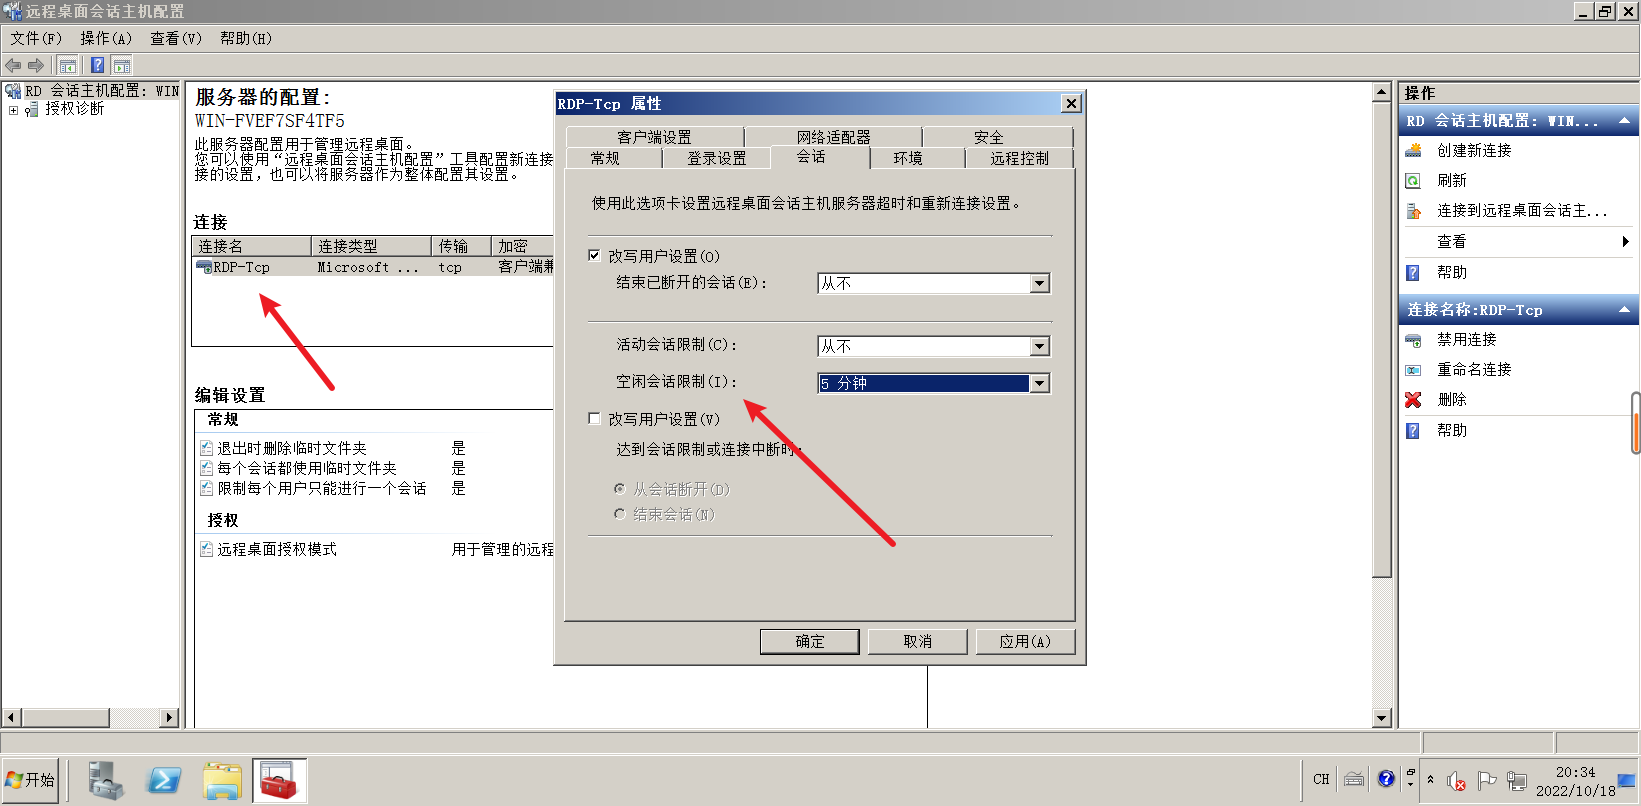 远程桌面会话主机配置
文件(F) 操作(A) 查看(V) 帮助(H)
RD 会话主机配置: WIN
授权诊断
服务器的配置:
WIN-FVEF7SF4TF5
此服务器配置用于管理远程桌面。
您可以使用“远程桌面会话主机配置”工具配置新连接
接的设置，也可以将服务器作为整体配置其设置。
连接
连接名 连接类型 传输 加密
RDP-Tcp Microsoft ... tcp 客户端兼
编辑设置
常规
退出时删除临时文件夹 是
每个会话都使用临时文件夹 是
限制每个用户只能进行一个会话 是
授权
远程桌面授权模式 用于管理的远程
RDP-Tcp 属性
客户端设置 网络适配器 安全
常规 登录设置 会话 环境 远程控制
使用此选项卡设置远程桌面会话主机服务器超时和重新连接设置。
改写用户设置(O)
结束已断开的会话(E): 从不
活动会话限制(C): 从不
空闲会话限制(I): 5 分钟
改写用户设置(V)
达到会话限制或连接中断时:
从会话断开(D)
结束会话(N)
确定 取消 应用(A)
操作
RD 会话主机配置: WIN...
创建新连接
刷新
连接到远程桌面会话主...
查看
帮助
连接名称:RDP-Tcp
禁用连接
重命名连接
删除
帮助
开始
CH
20:34
2022/10/18